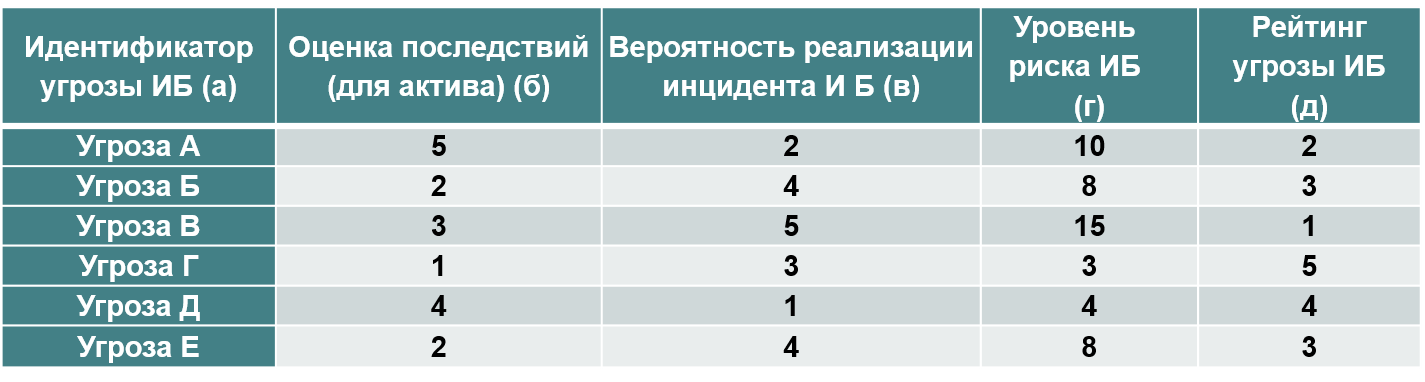 Идентификатор угрозы ИБ (а) Оценка последствий (для актива) (б) Вероятность реализации инцидента И Б (в) Уровень риска ИБ (г) Рейтинг угрозы ИБ (д)
Угроза А 5 2 10 2
Угроза Б 2 4 8 3
Угроза В 3 5 15 1
Угроза Г 1 3 3 5
Угроза Д 4 1 4 4
Угроза Е 2 4 8 3